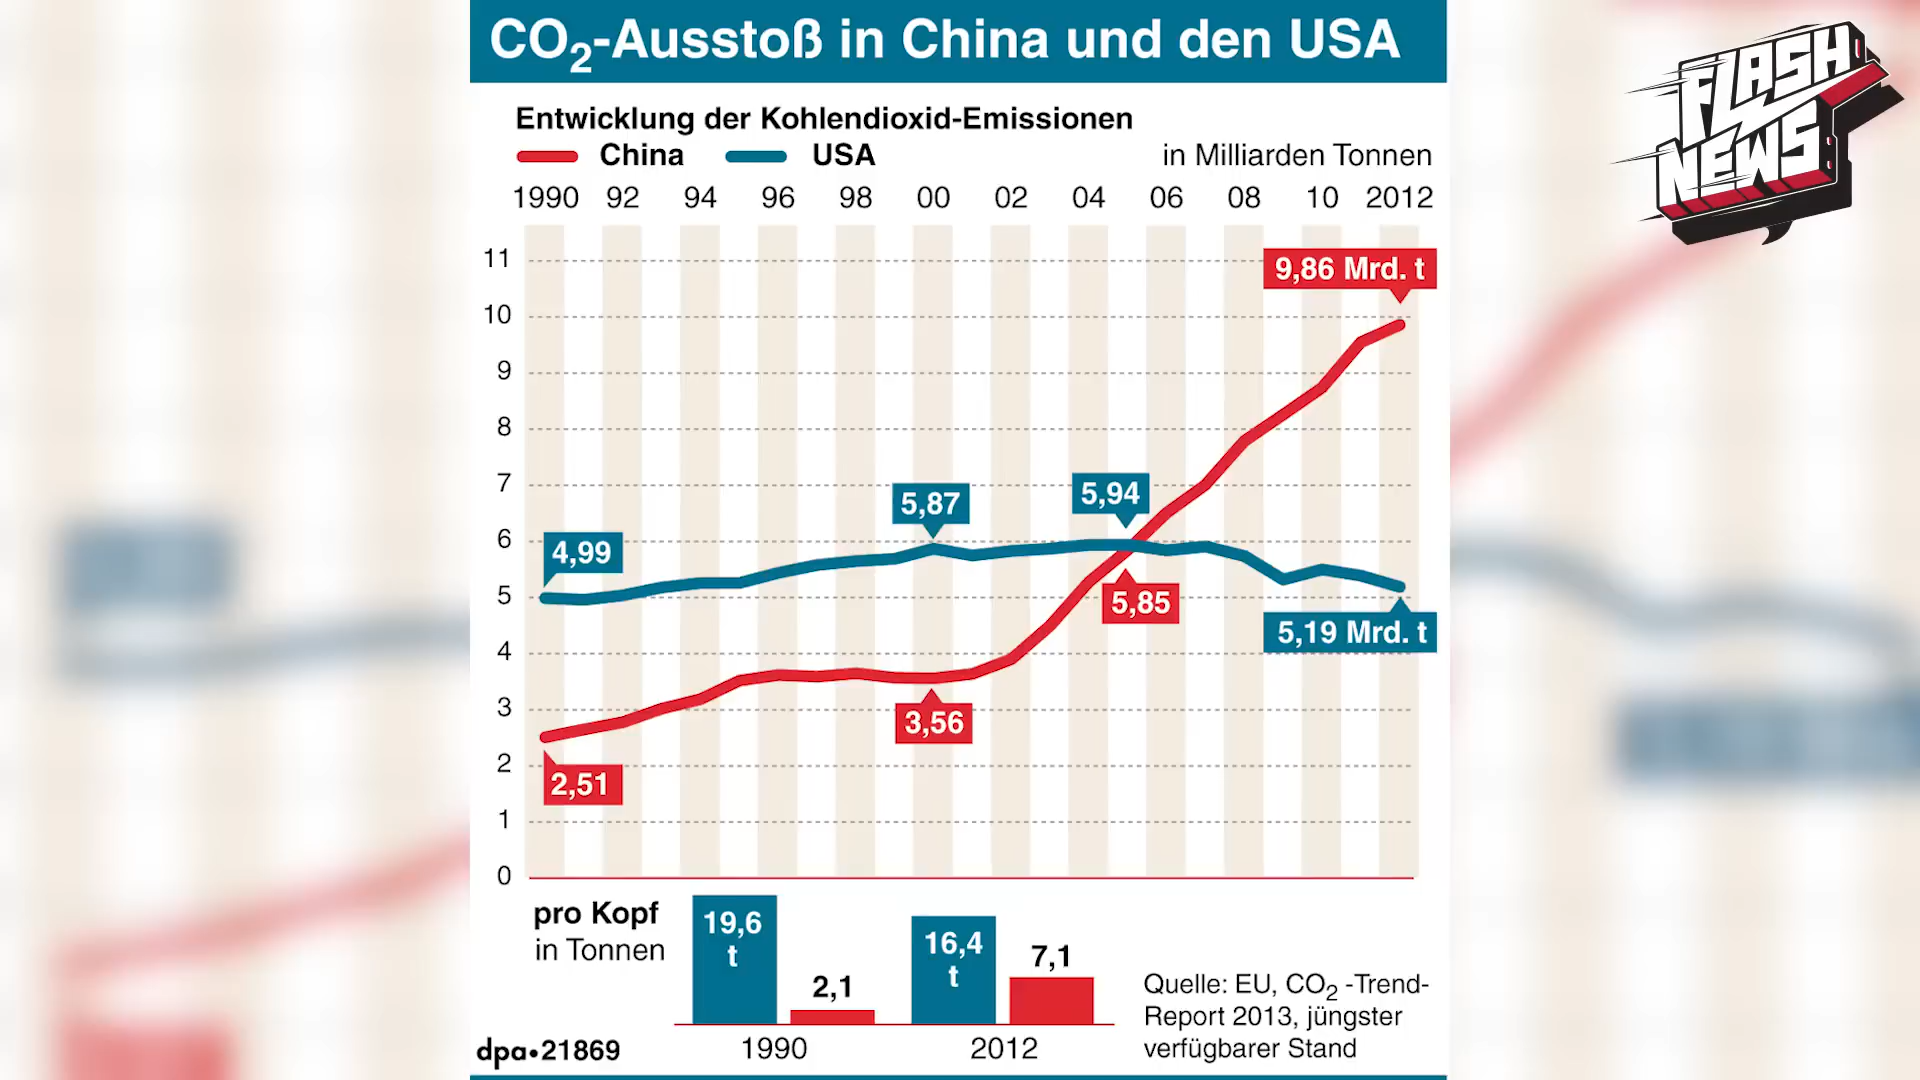 CO₂-Ausstoß in China und den USA
FLASH
NEWS
Entwicklung der Kohlendioxid-Emissionen
China USA in Milliarden Tonnen
1990 92 94 96 98 00 02 04 06 08 10 2012
11
9,86 Mrd. t
10
9
8
7
5,87
5,94
6
4,99
5
5,85
5,19 Mrd. t
4
3
3,56
2
2,51
1
0
pro Kopf
in Tonnen
19,6
t
2,1
16,4
t
7,1
1990 2012
Quelle: EU, CO₂ -Trend-
Report 2013, jüngster
verfügbarer Stand
dpa•21869